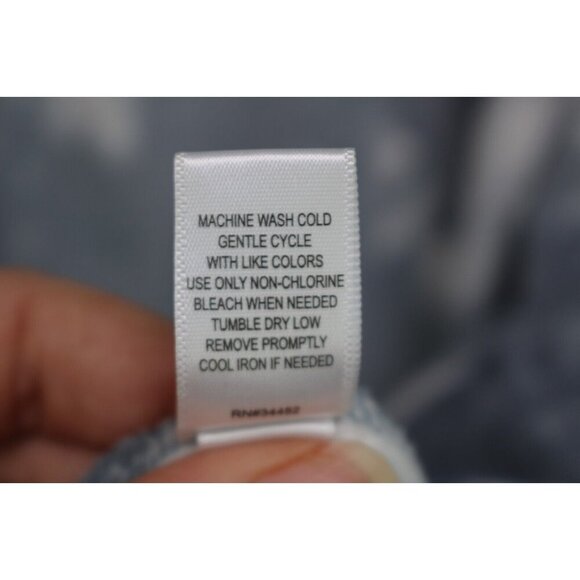 MACHINE WASH COLD
GENTLE CYCLE
WITH LIKE COLORS
USE ONLY NON-CHLORINE
BLEACH WHEN NEEDED
TUMBLE DRY LOW
REMOVE PROMPTLY
COOL IRON IF NEEDED
RN#34482